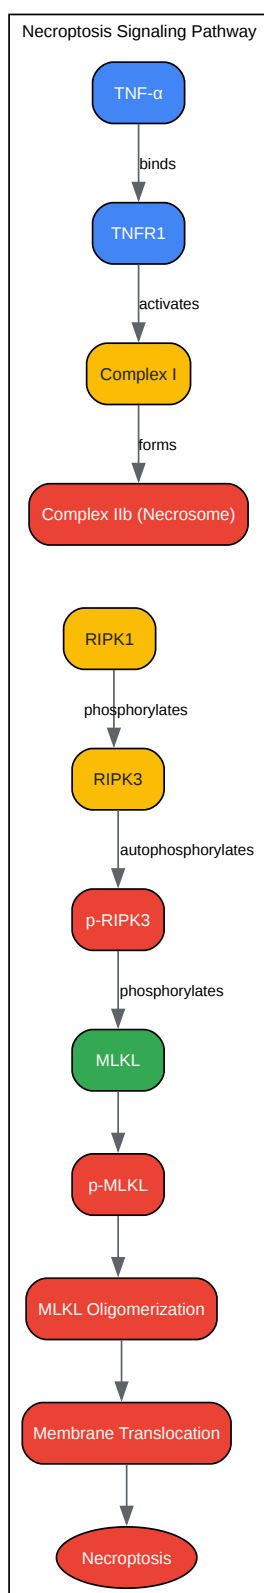 Necroptosis Signaling Pathway
TNF-α
binds
TNFR1
activates
Complex I
forms
Complex IIb (Necrosome)
RIPK1
phosphorylates
RIPK3
autophosphorylates
p-RIPK3
phosphorylates
MLKL
p-MLKL
MLKL Oligomerization
Membrane Translocation
Necroptosis